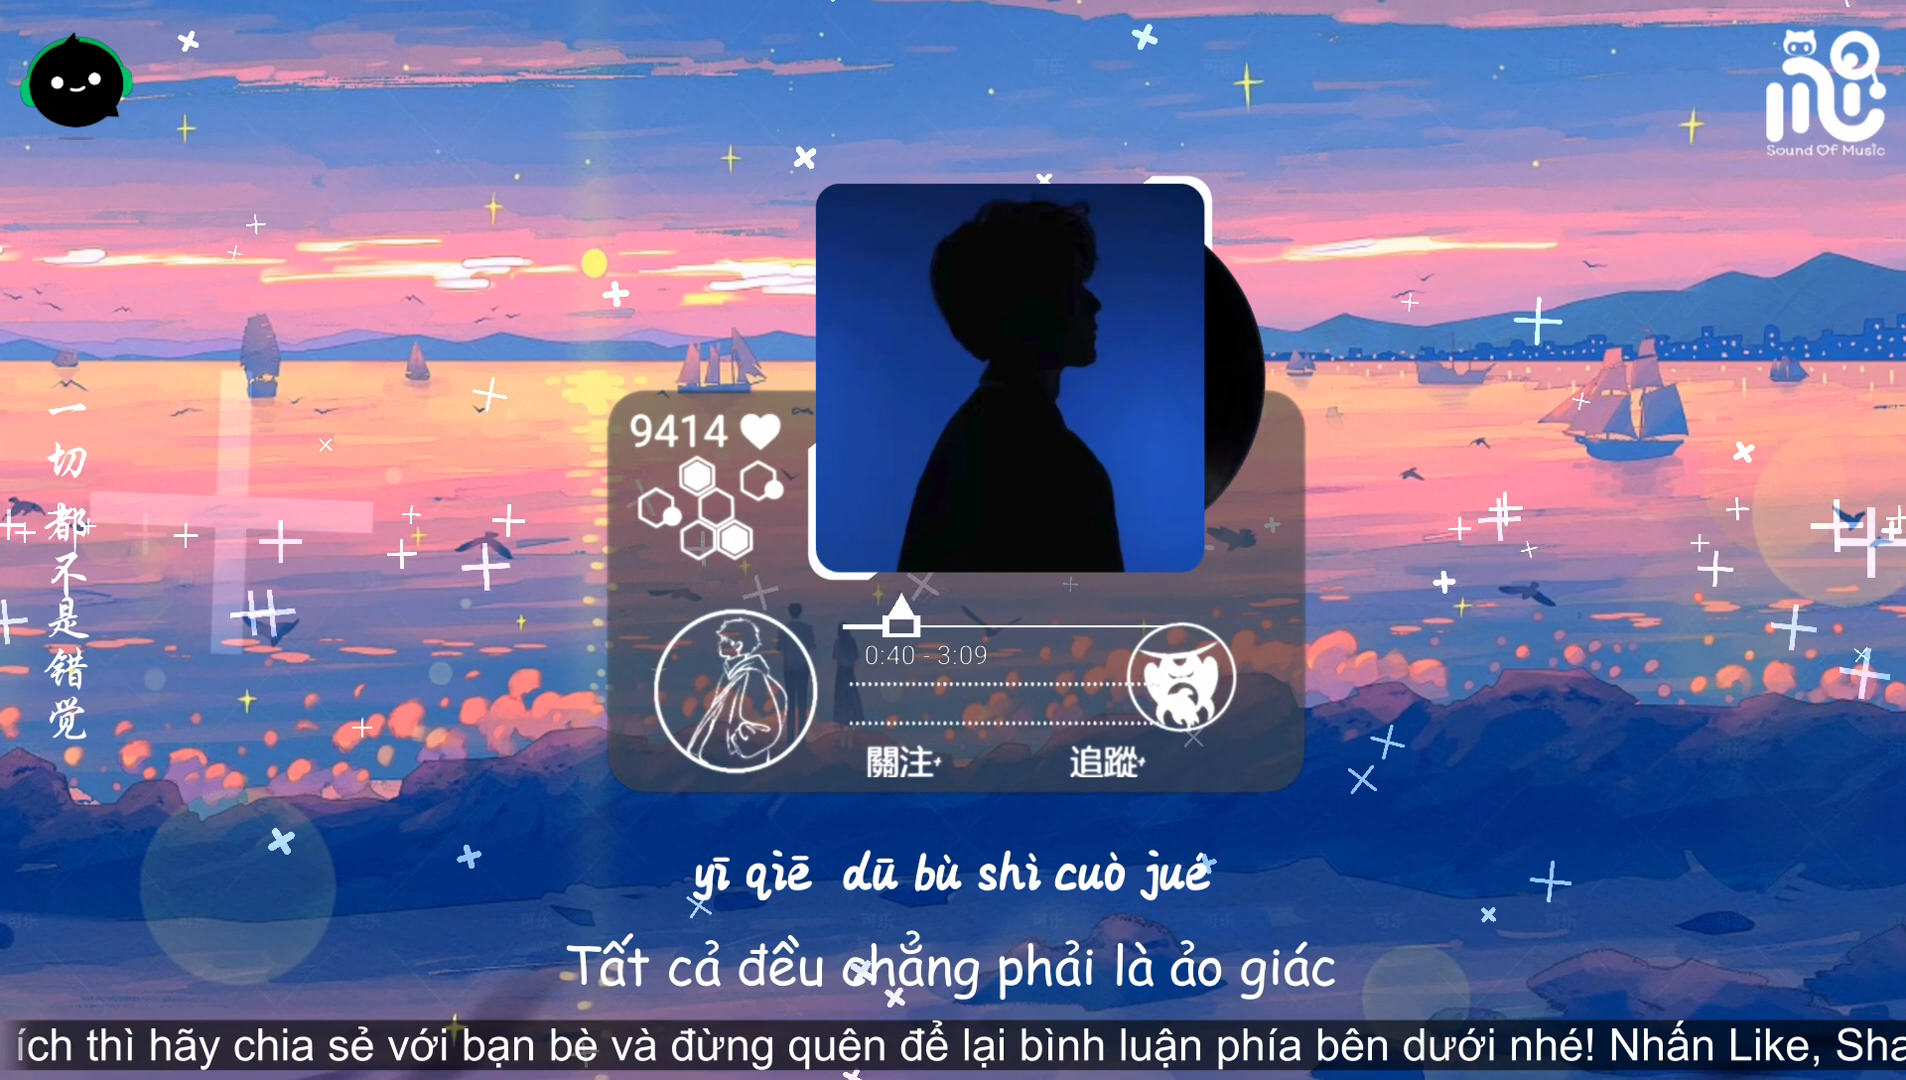 Sound Of Music
一切都不是错觉
9414
0:40 - 3:09
關注+
追蹤+
yī qiē dū bù shì cuò jué
Tất cả đều chẳng phải là ảo giác
ích thì hãy chia sẻ với bạn bè và đừng quên để lại bình luận phía bên dưới nhé! Nhấn Like, Sha